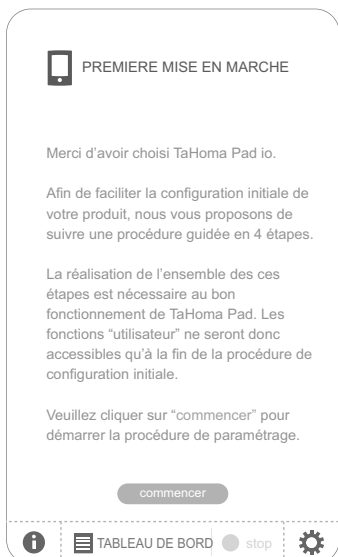 PREMIERE MISE EN MARCHE
Merci d’avoir choisi TaHoma Pad io.
Afin de faciliter la configuration initiale de
votre produit, nous vous proposons de
suivre une procédure guidée en 4 étapes.
La réalisation de l’ensemble des ces
étapes est nécessaire au bon
fonctionnement de TaHoma Pad. Les
fonctions “utilisateur” ne seront donc
accessibles qu’à la fin de la procédure de
configuration initiale.
Veuillez cliquer sur “commencer” pour
démarrer la procédure de paramétrage.
commencer
TABLEAU DE BORD stop